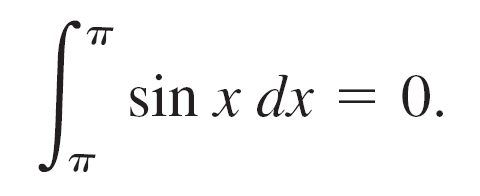 ∫_π^π sin x dx = 0.